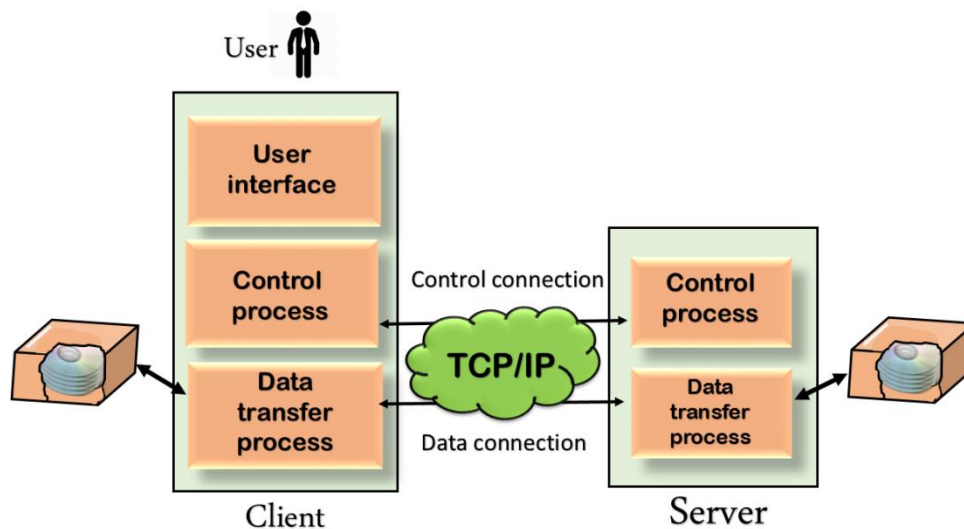 User
User
interface
Control
process
Data
transfer
process
Client
Control connection
TCP/IP
Data connection
Control
process
Data
transfer
process
Server